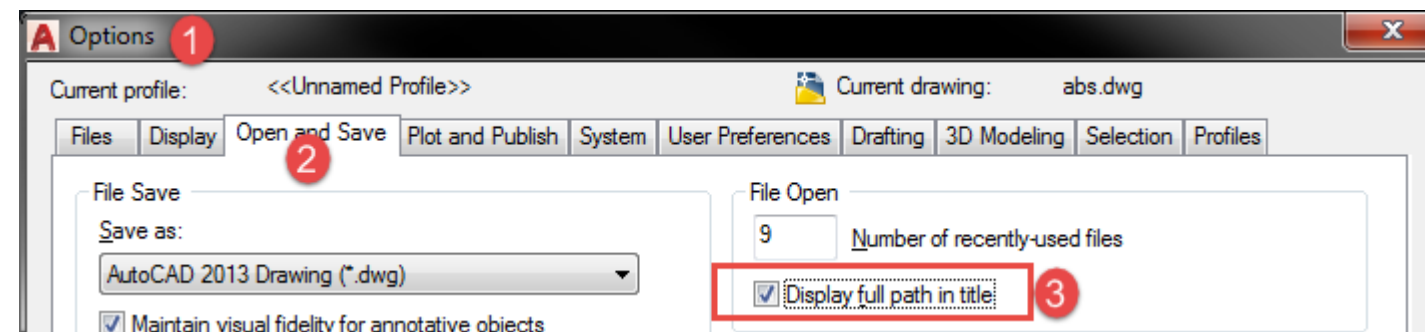 Options 1
Current profile: <<Unnamed Profile>> Current drawing: abs.dwg
Files Display Open and Save Plot and Publish System User Preferences Drafting 3D Modeling Selection Profiles
2
File Save
Save as:
AutoCAD 2013 Drawing (*.dwg)
Maintain visual fidelity for annotative objects
File Open
9 Number of recently-used files
Display full path in title 3